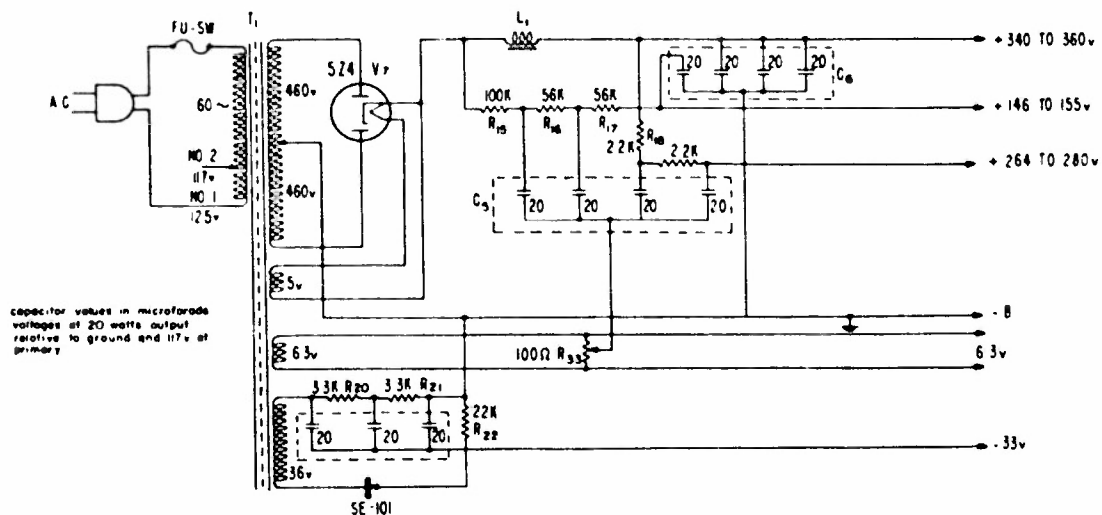 T1
FU-SW
AC
60~
NO 2
117v
NO 1
125v
460v
460v
5Z4 V7
5v
6.3v
36v
L1
100K
R15
56K
R16
56K
R17
R18
2.2K
2.2K
C5
20
20
20
20
20
20
20
20
C6
+340 TO 360v
+146 TO 155v
+264 TO 280v
- B
6.3v
-33v
100Ω R33
3.3K R20
3.3K R21
20
20
20
22K
R22
SE-101
capacitor values in microfarads
voltages at 20 watts output
relative to ground and 117v at
primary